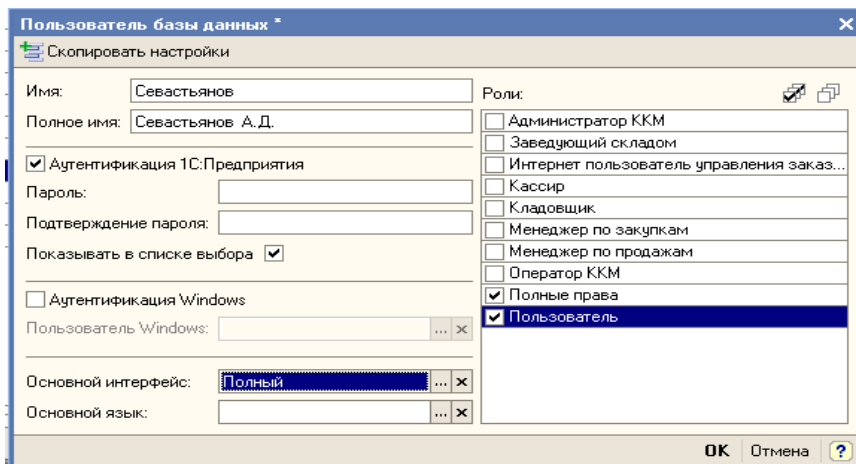 Пользователь базы данных *
Скопировать настройки
Имя: Севастьянов
Полное имя: Севастьянов А.Д.
Аутентификация 1С:Предприятия
Пароль:
Подтверждение пароля:
Показывать в списке выбора
Аутентификация Windows
Пользователь Windows: ...
Основной интерфейс: Полный ...
Основной язык: ...
Роли:
Администратор ККМ
Заведующий складом
Интернет пользователь управления заказ...
Кассир
Кладовщик
Менеджер по закупкам
Менеджер по продажам
Оператор ККМ
Полные права
Пользователь
OK Отмена ?